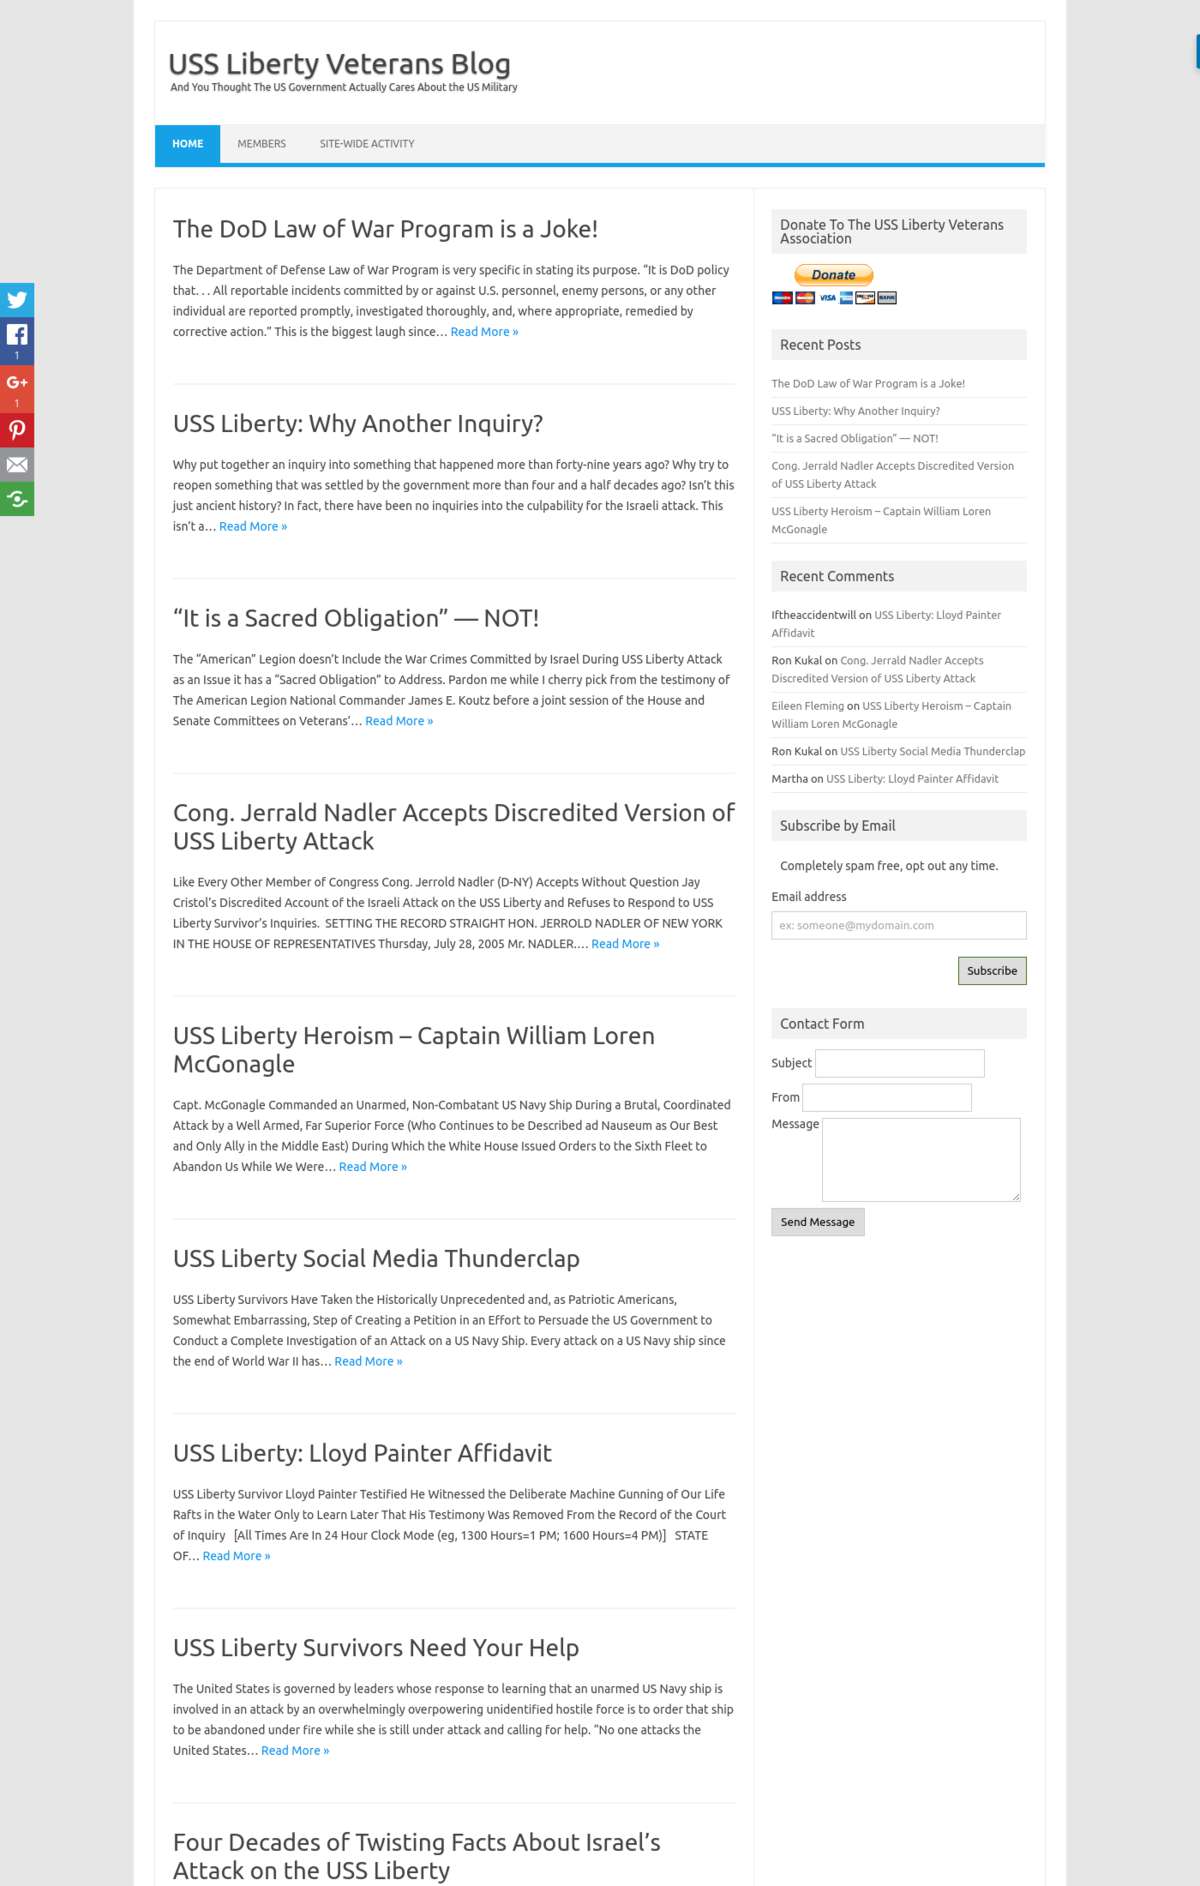 USS Liberty Veterans Blog
And You Thought The US Government Actually Cares About the US Military
HOME
MEMBERS
SITE-WIDE ACTIVITY
The DoD Law of War Program is a Joke!
The Department of Defense Law of War Program is very specific in stating its purpose. "It is DoD policy
that. . . All reportable incidents committed by or against U.S. personnel, enemy persons, or any other
individual are reported promptly, investigated thoroughly, and, where appropriate, remedied by
corrective action." This is the biggest laugh since… Read More »
USS Liberty: Why Another Inquiry?
Why put together an inquiry into something that happened more than forty-nine years ago? Why try to
reopen something that was settled by the government more than four and a half decades ago? Isn't this
just ancient history? In fact, there have been no inquiries into the culpability for the Israeli attack. This
isn't a… Read More »
“It is a Sacred Obligation” — NOT!
The "American" Legion doesn't Include the War Crimes Committed by Israel During USS Liberty Attack
as an Issue it has a "Sacred Obligation" to Address. Pardon me while I cherry pick from the testimony of
The American Legion National Commander James E. Koutz before a joint session of the House and
Senate Committees on Veterans'… Read More »
Cong. Jerrald Nadler Accepts Discredited Version of
USS Liberty Attack
Like Every Other Member of Congress Cong. Jerrold Nadler (D-NY) Accepts Without Question Jay
Cristol's Discredited Account of the Israeli Attack on the USS Liberty and Refuses to Respond to USS
Liberty Survivor's Inquiries.  SETTING THE RECORD STRAIGHT HON. JERROLD NADLER OF NEW YORK
IN THE HOUSE OF REPRESENTATIVES Thursday, July 28, 2005 Mr. NADLER.… Read More »
USS Liberty Heroism – Captain William Loren
McGonagle
Capt. McGonagle Commanded an Unarmed, Non-Combatant US Navy Ship During a Brutal, Coordinated
Attack by a Well Armed, Far Superior Force (Who Continues to be Described ad Nauseum as Our Best
and Only Ally in the Middle East) During Which the White House Issued Orders to the Sixth Fleet to
Abandon Us While We Were… Read More »
USS Liberty Social Media Thunderclap
USS Liberty Survivors Have Taken the Historically Unprecedented and, as Patriotic Americans,
Somewhat Embarrassing, Step of Creating a Petition in an Effort to Persuade the US Government to
Conduct a Complete Investigation of an Attack on a US Navy Ship. Every attack on a US Navy ship since
the end of World War II has… Read More »
USS Liberty: Lloyd Painter Affidavit
USS Liberty Survivor Lloyd Painter Testified He Witnessed the Deliberate Machine Gunning of Our Life
Rafts in the Water Only to Learn Later That His Testimony Was Removed From the Record of the Court
of Inquiry   [All Times Are In 24 Hour Clock Mode (eg, 1300 Hours=1 PM; 1600 Hours=4 PM)]   STATE
OF… Read More »
USS Liberty Survivors Need Your Help
The United States is governed by leaders whose response to learning that an unarmed US Navy ship is
involved in an attack by an overwhelmingly overpowering unidentified hostile force is to order that ship
to be abandoned under fire while she is still under attack and calling for help. "No one attacks the
United States… Read More »
Four Decades of Twisting Facts About Israel's
Attack on the USS Liberty
Donate To The USS Liberty Veterans
Association
Donate
VISA
Recent Posts
The DoD Law of War Program is a Joke!
USS Liberty: Why Another Inquiry?
“It is a Sacred Obligation” — NOT!
Cong. Jerrald Nadler Accepts Discredited Version
of USS Liberty Attack
USS Liberty Heroism – Captain William Loren
McGonagle
Recent Comments
Iftheaccidentwill on USS Liberty: Lloyd Painter
Affidavit
Ron Kukal on Cong. Jerrald Nadler Accepts
Discredited Version of USS Liberty Attack
Eileen Fleming on USS Liberty Heroism – Captain
William Loren McGonagle
Ron Kukal on USS Liberty Social Media Thunderclap
Martha on USS Liberty: Lloyd Painter Affidavit
Subscribe by Email
Completely spam free, opt out any time.
Email address
ex: someone@mydomain.com
Subscribe
Contact Form
Subject
From
Message
Send Message
1
G+
1